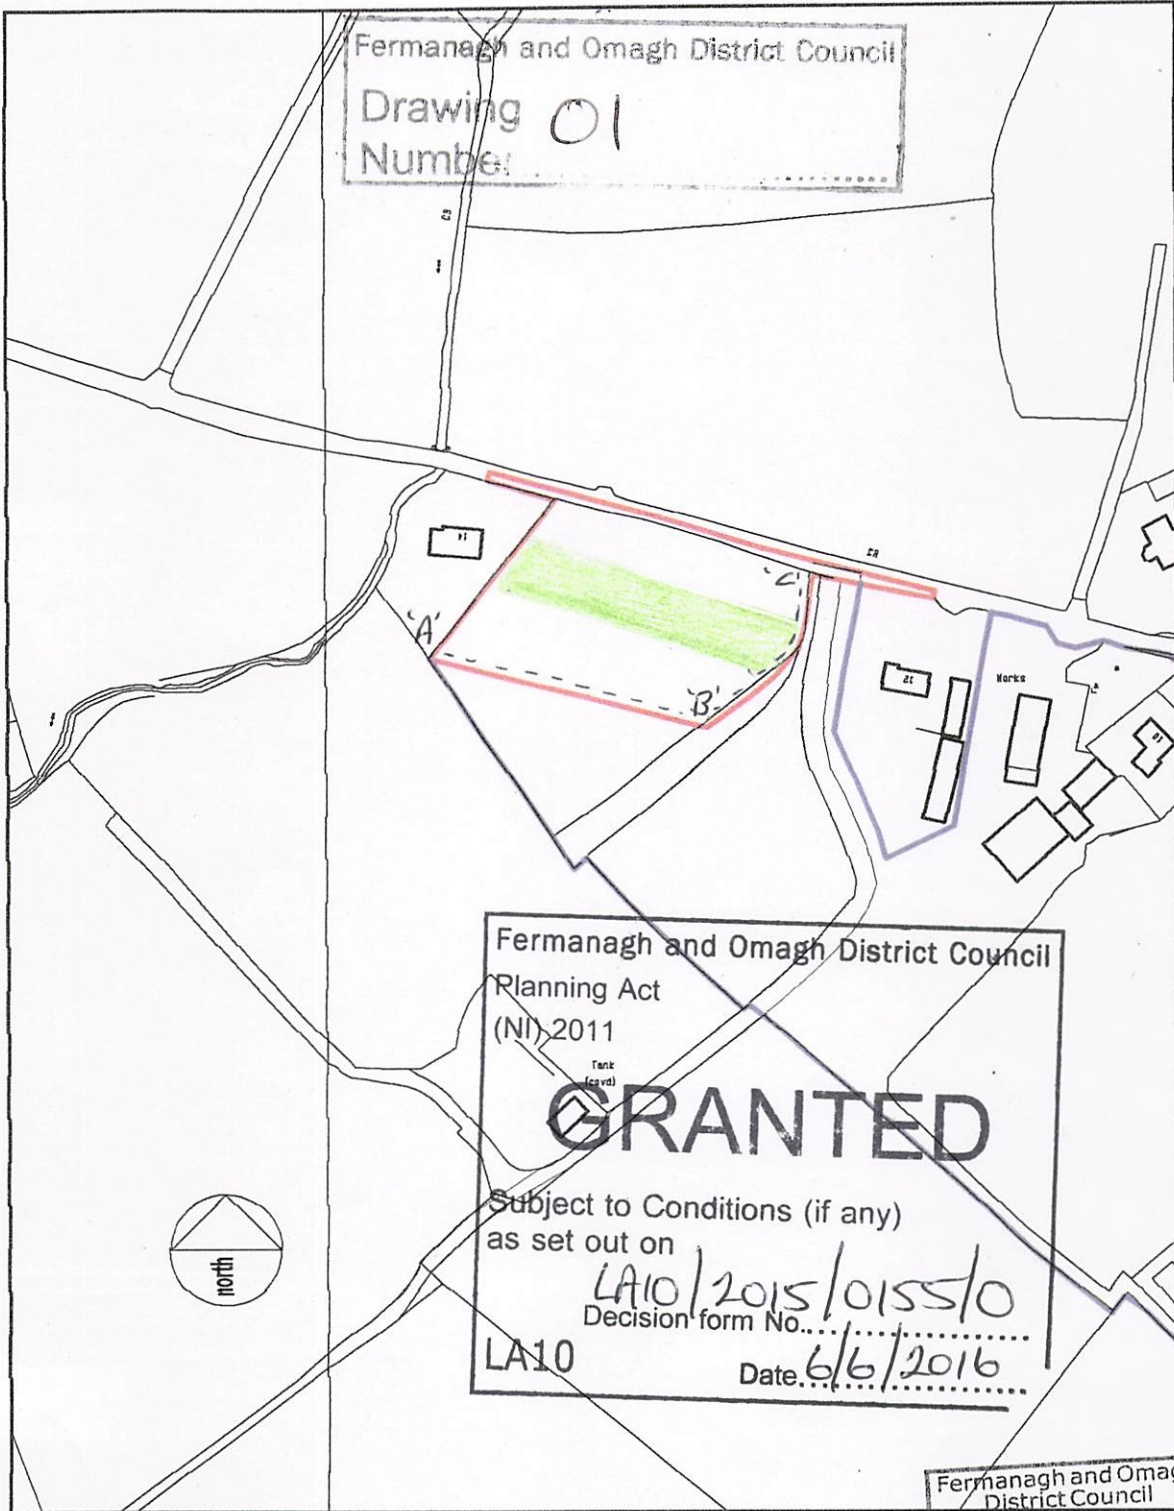 Fermanagh and Omagh District Council
Drawing 01
Number
'C'
'A'
'B'
Works
Fermanagh and Omagh District Council
Planning Act
(NI) 2011
Tank
(covd)
GRANTED
Subject to Conditions (if any)
as set out on
LA10/2015/0155/O
Decision form No.
LA10
Date 6/6/2016
north
Fermanagh and Omag
District Council